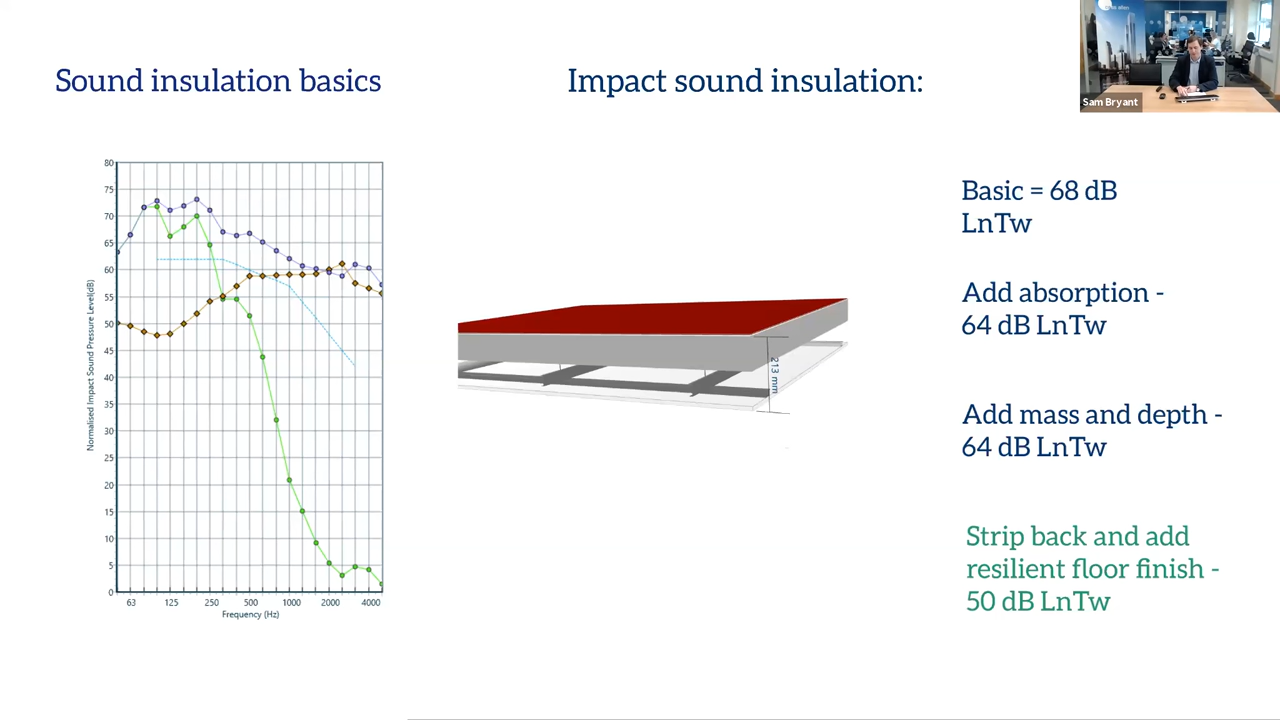 Sound insulation basics
Impact sound insulation:
Sam Bryant
80
75
70
65
60
55
50
45
40
35
30
25
20
15
10
5
0
Normalised Impact Sound Pressure Level(dB)
63 125 250 500 1000 2000 4000
Frequency (Hz)
213 mm
Basic = 68 dB
LnTw
Add absorption -
64 dB LnTw
Add mass and depth -
64 dB LnTw
Strip back and add
resilient floor finish -
50 dB LnTw